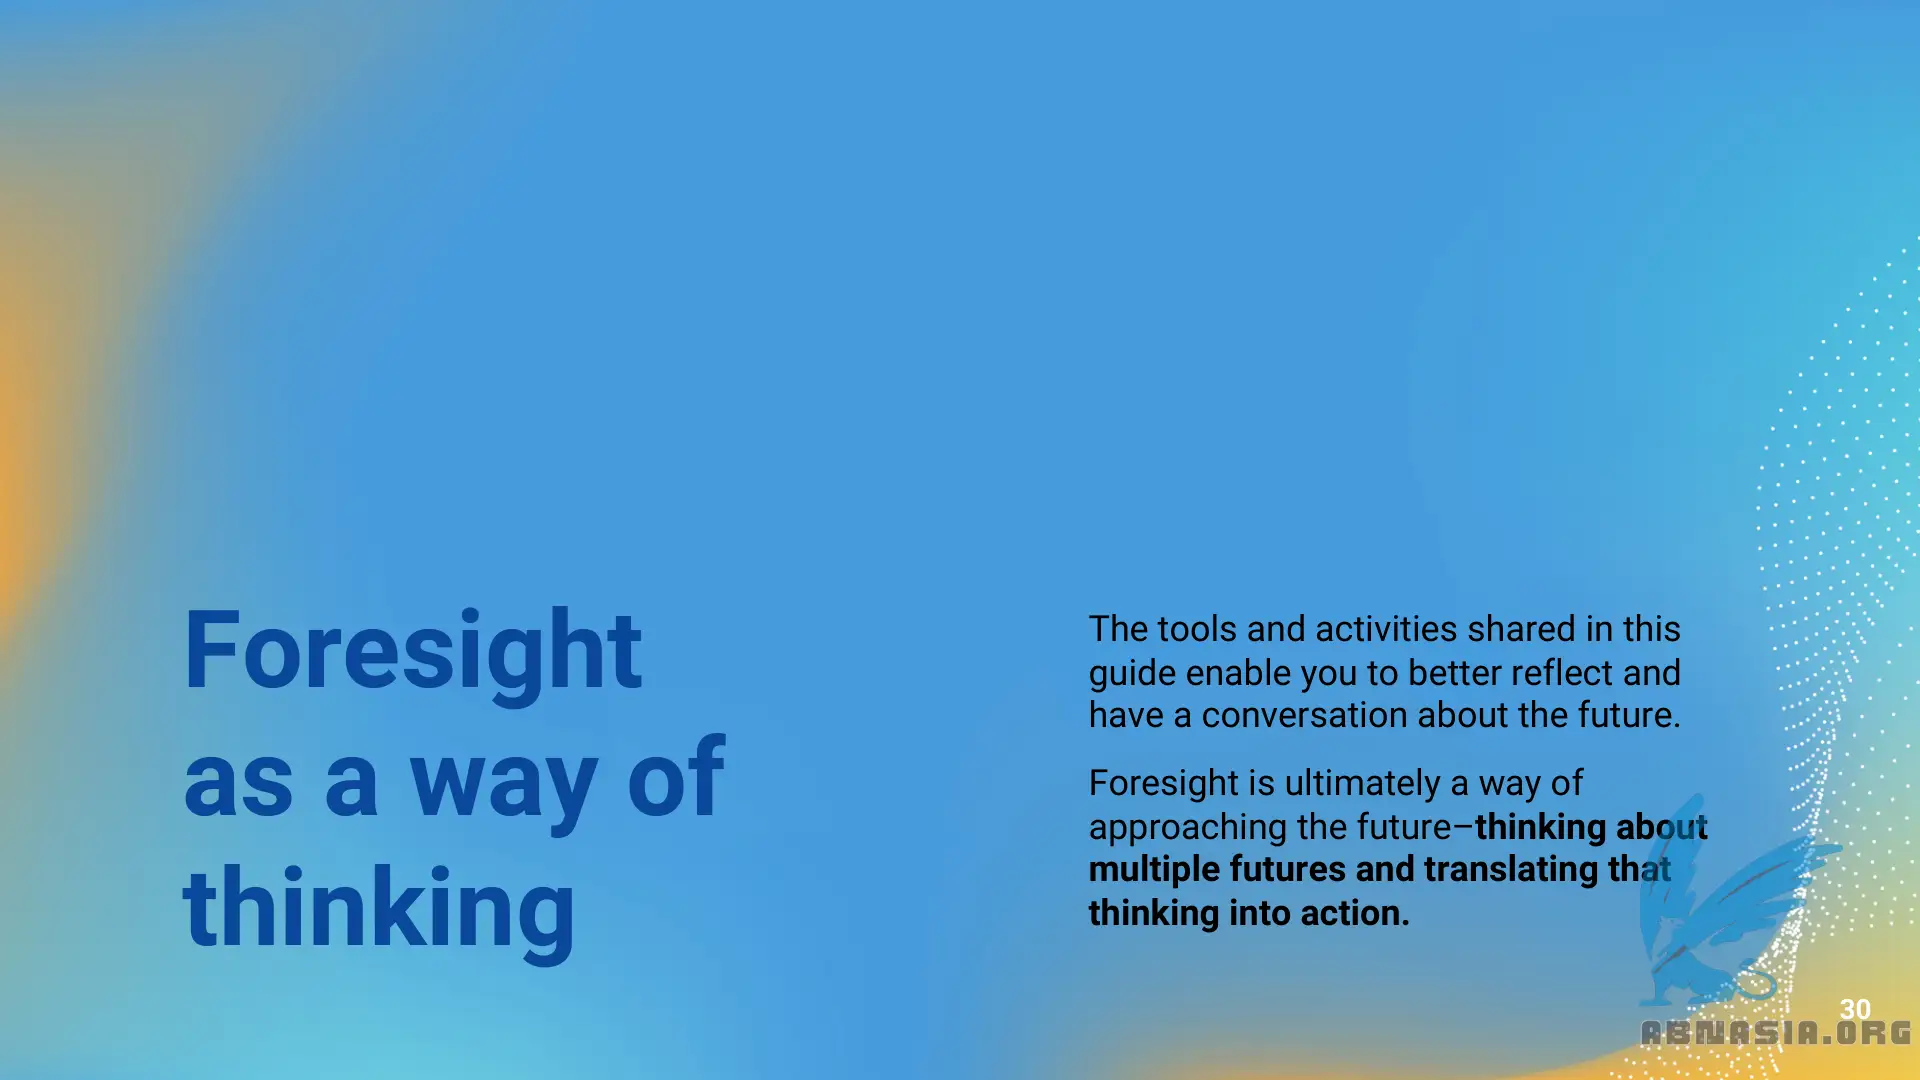 Foresight
as a way of
thinking
The tools and activities shared in this
guide enable you to better reflect and
have a conversation about the future.
Foresight is ultimately a way of
approaching the future–thinking about
multiple futures and translating that
thinking into action.
30
ABNASIA.ORG